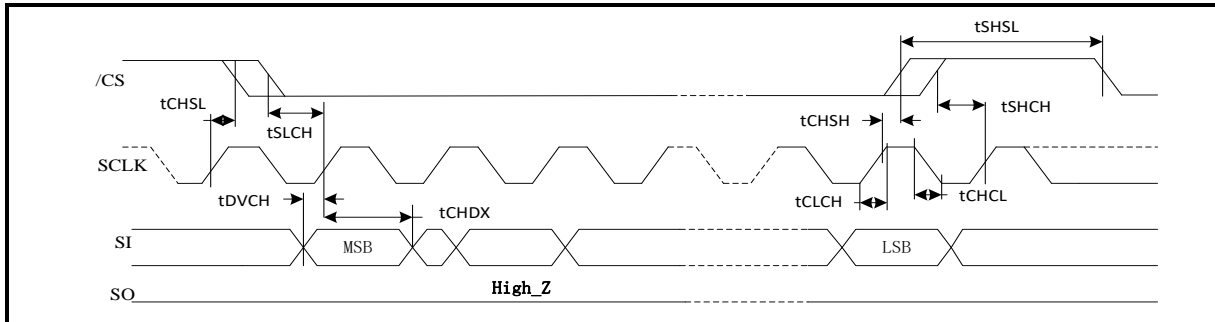 tSHSL
/CS
tCHSL
tSLCH
tCHSH
tSHCH
SCLK
tDVCH
tCHDX
tCLCH
tCHCL
SI
MSB
LSB
High_Z
SO